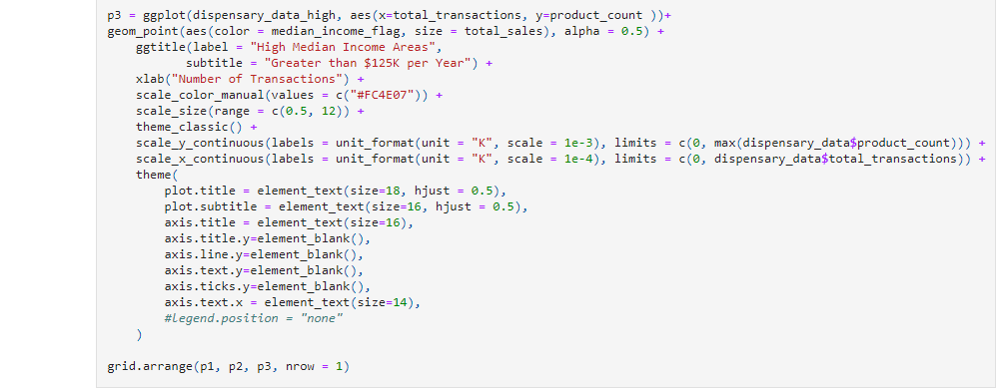 p3 = ggplot(dispensary_data_high, aes(x=total_transactions, y=product_count ))+
geom_point(aes(color = median_income_flag, size = total_sales), alpha = 0.5) +
    ggtitle(label = "High Median Income Areas",
           subtitle = "Greater than $125K per Year") +
    xlab("Number of Transactions") +
    scale_color_manual(values = c("#FC4E07")) +
    scale_size(range = c(0.5, 12)) +
    theme_classic() +
    scale_y_continuous(labels = unit_format(unit = "K", scale = 1e-3), limits = c(0, max(dispensary_data$product_count))) +
    scale_x_continuous(labels = unit_format(unit = "K", scale = 1e-4), limits = c(0, dispensary_data$total_transactions)) +
    theme(
        plot.title = element_text(size=18, hjust = 0.5),
        plot.subtitle = element_text(size=16, hjust = 0.5),
        axis.title = element_text(size=16),
        axis.title.y=element_blank(),
        axis.line.y=element_blank(),
        axis.text.y=element_blank(),
        axis.ticks.y=element_blank(),
        axis.text.x = element_text(size=14),
        #legend.position = "none"
    )
grid.arrange(p1, p2, p3, nrow = 1)